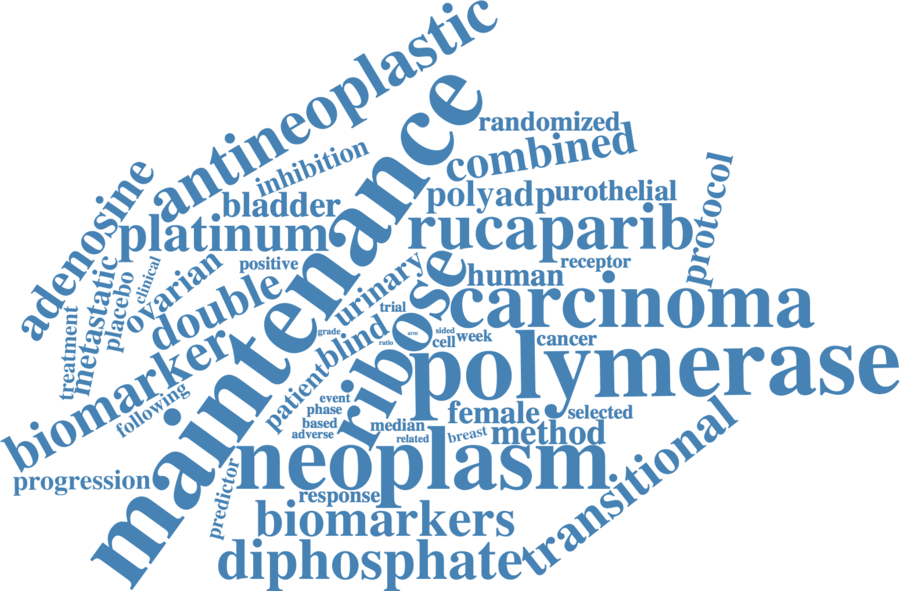 antineoplastic
maintenance
randomized
combined
inhibition
polyadp
urothelial
protocol
adenosine
bladder
platinum
rucaparib
positive
receptor
human
clinical
ovarian
metastatic
placebo
treatment
double
urinary
ribose
carcinoma
trial
grade
arm
sided
ratio
cell
week
cancer
blind
polymerase
biomarker
following
patient
event
phase
based
adverse
median
related
breast
female
selected
method
transitional
neoplasm
progression
predictor
response
biomarkers
diphosphate